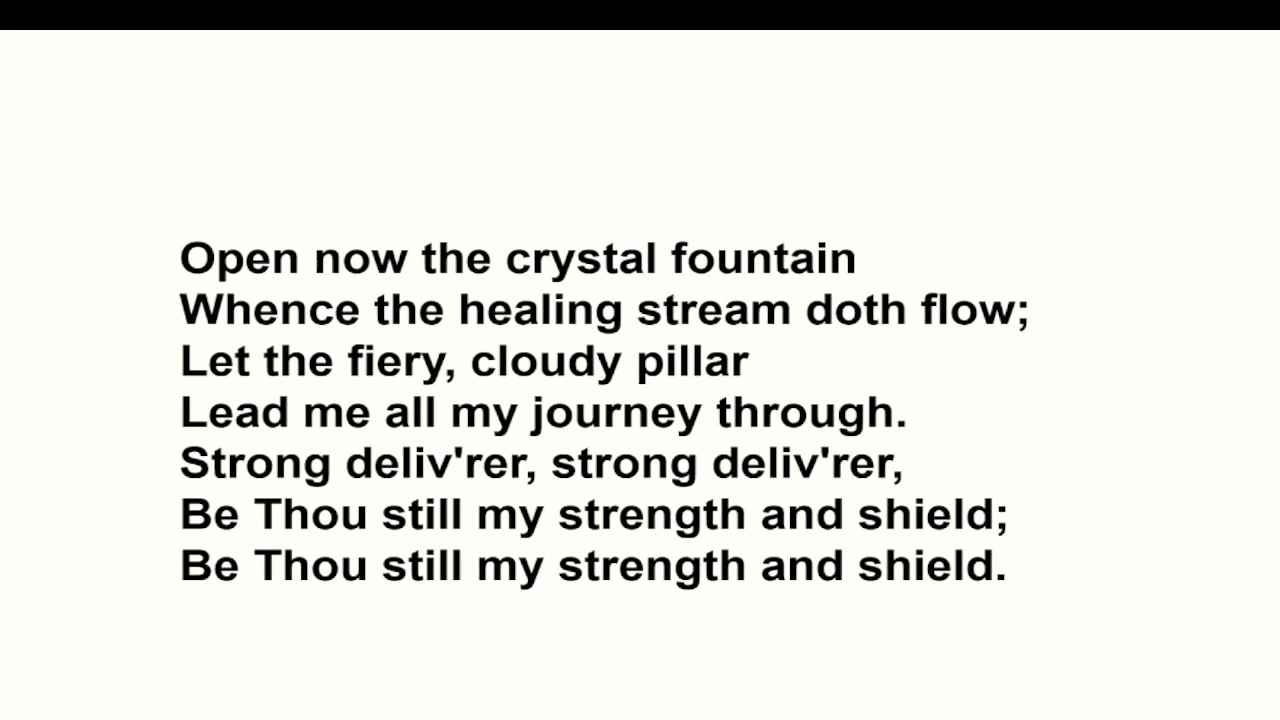 Open now the crystal fountain
Whence the healing stream doth flow;
Let the fiery, cloudy pillar
Lead me all my journey through.
Strong deliv'rer, strong deliv'rer,
Be Thou still my strength and shield;
Be Thou still my strength and shield.